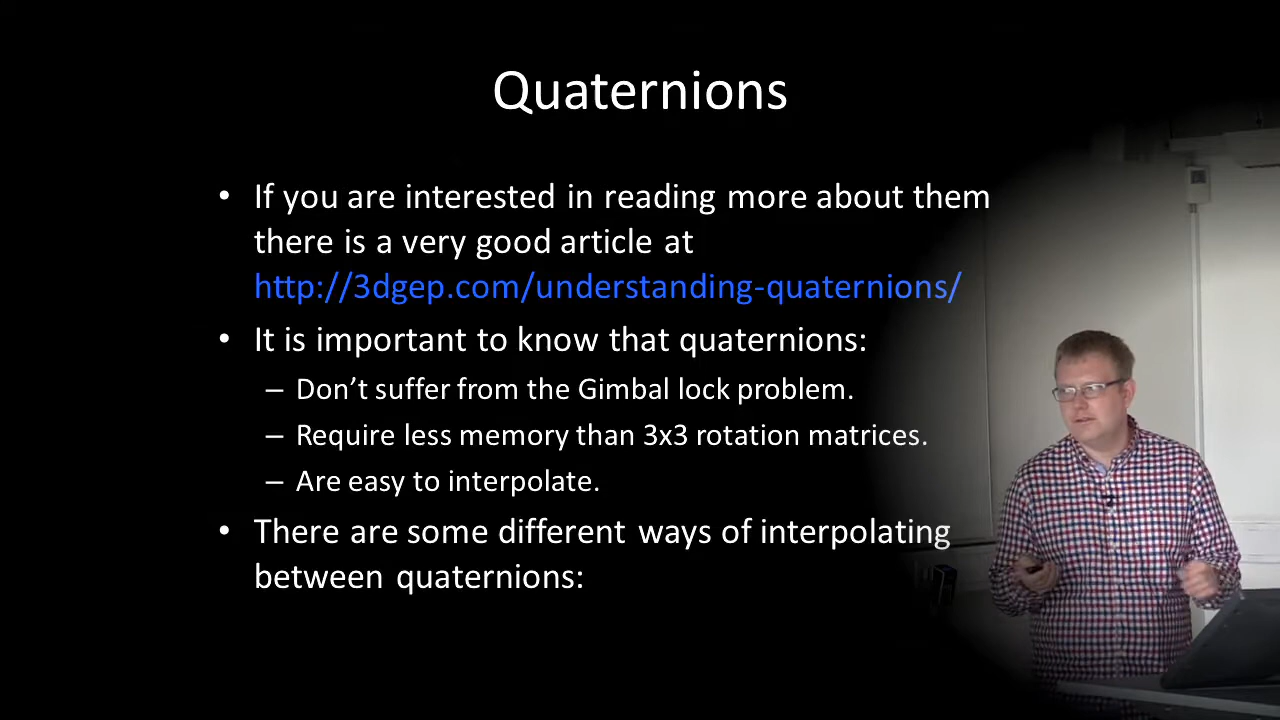 Quaternions
• If you are interested in reading more about them
there is a very good article at
http://3dgep.com/understanding-quaternions/
• It is important to know that quaternions:
– Don’t suffer from the Gimbal lock problem.
– Require less memory than 3x3 rotation matrices.
– Are easy to interpolate.
• There are some different ways of interpolating
between quaternions: